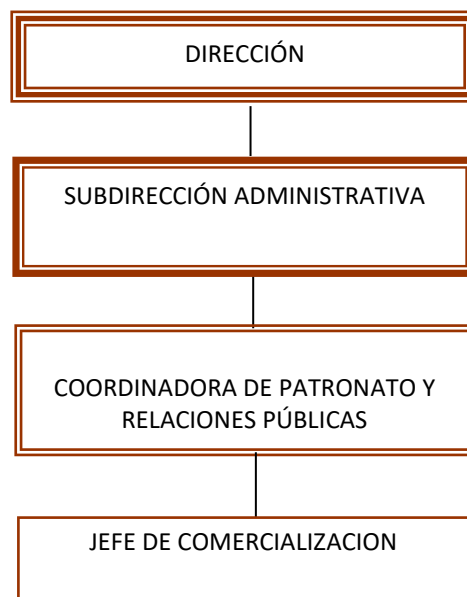 DIRECCIÓN
SUBDIRECCIÓN ADMINISTRATIVA
COORDINADORA DE PATRONATO Y
RELACIONES PÚBLICAS
JEFE DE COMERCIALIZACION